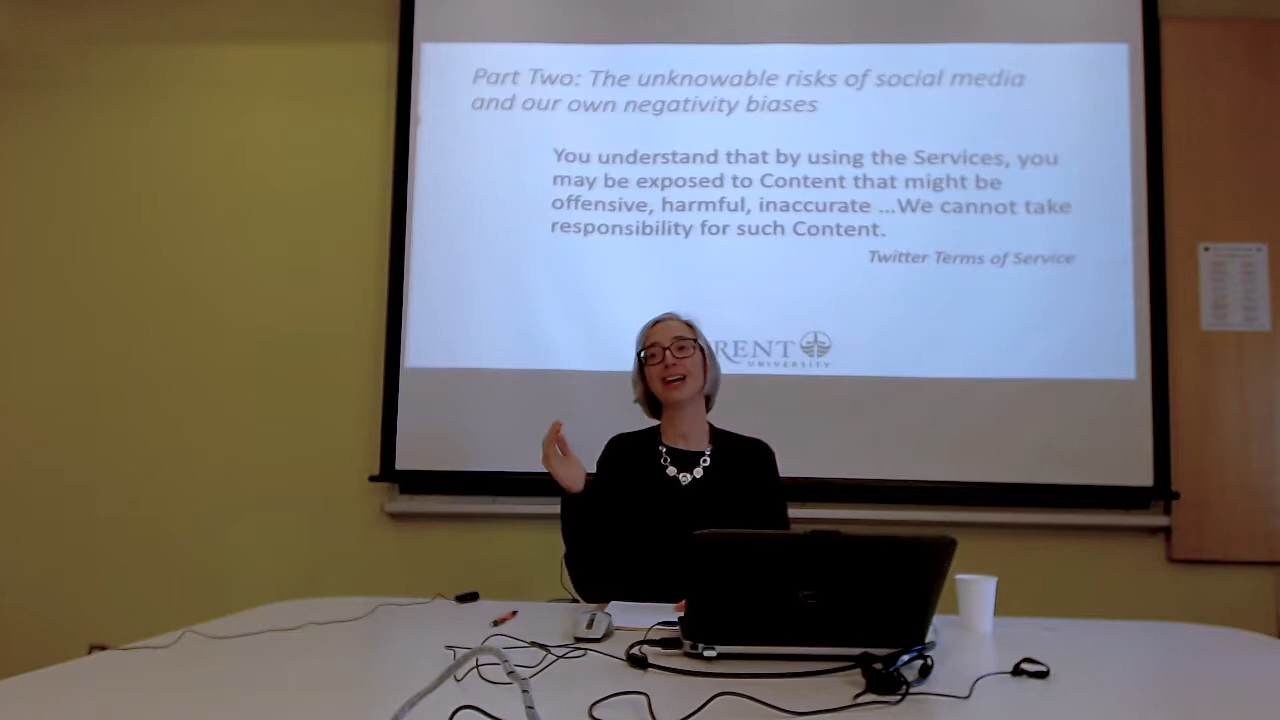 Part Two: The unknowable risks of social media
and our own negativity biases
You understand that by using the Services, you
may be exposed to Content that might be
offensive, harmful, inaccurate ...We cannot take
responsibility for such Content.
Twitter Terms of Service
RENT
UNIVERSITY